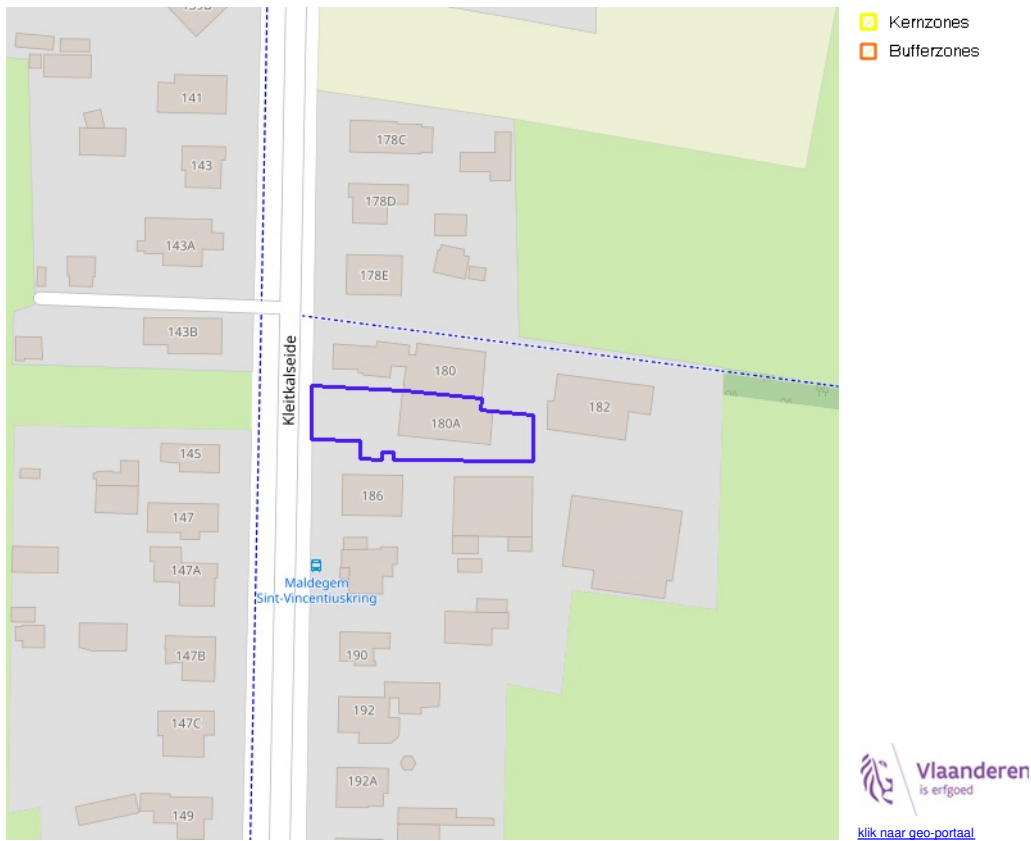 139B
Kernzones
Bufferzones
141
178C
143
178D
143A
178E
143B
Kleitkalseide
180
182
180A
145
186
147
147A
Maldegem
Sint-Vincentiuskring
147B
190
192
147C
192A
149
Vlaanderen
is erfgoed
klik naar geo-portaal